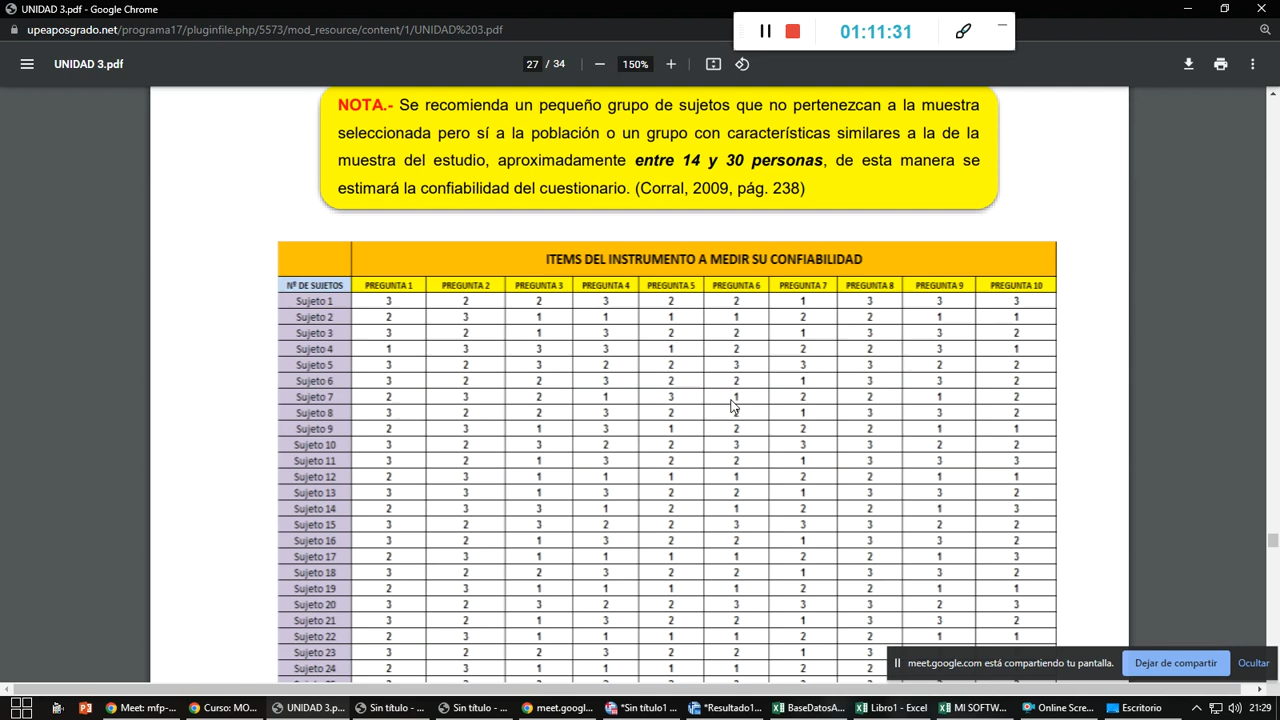 UNIDAD 3.pdf - Google Chrome
upeaposgrado.net/programa17/pluginfile.php/5573/mod_resource/content/1/UNIDAD%203.pdf
01:11:31
UNIDAD 3.pdf
27 / 34
150%
NOTA.- Se recomienda un pequeño grupo de sujetos que no pertenezcan a la muestra
seleccionada pero sí a la población o un grupo con características similares a la de la
muestra del estudio, aproximadamente entre 14 y 30 personas, de esta manera se
estimará la confiabilidad del cuestionario. (Corral, 2009, pág. 238)
ITEMS DEL INSTRUMENTO A MEDIR SU CONFIABILIDAD
Nº DE SUJETOS PREGUNTA 1 PREGUNTA 2 PREGUNTA 3 PREGUNTA 4 PREGUNTA 5 PREGUNTA 6 PREGUNTA 7 PREGUNTA 8 PREGUNTA 9 PREGUNTA 10
Sujeto 1 3 2 2 3 2 2 1 3 3 3
Sujeto 2 2 3 1 1 1 1 2 2 1 1
Sujeto 3 3 2 1 3 2 2 1 3 3 2
Sujeto 4 1 3 3 3 1 2 2 2 3 1
Sujeto 5 3 2 3 2 2 3 3 3 2 2
Sujeto 6 3 2 2 3 2 2 1 3 3 2
Sujeto 7 2 3 2 1 3 1 2 2 1 2
Sujeto 8 3 2 2 3 2 2 1 3 3 2
Sujeto 9 2 3 1 3 1 2 2 2 1 1
Sujeto 10 3 2 3 2 2 3 3 3 2 2
Sujeto 11 3 2 1 3 2 2 1 3 3 3
Sujeto 12 2 3 1 1 1 1 2 2 1 1
Sujeto 13 3 3 1 3 2 2 1 3 3 2
Sujeto 14 2 3 3 1 2 1 2 2 1 3
Sujeto 15 3 2 3 2 2 3 3 3 2 2
Sujeto 16 3 2 1 3 2 2 1 3 3 2
Sujeto 17 2 3 1 1 1 1 2 2 1 3
Sujeto 18 3 2 2 3 2 2 1 3 3 2
Sujeto 19 2 3 1 1 1 1 2 2 1 1
Sujeto 20 3 2 3 2 2 3 3 3 2 3
Sujeto 21 3 2 1 3 2 2 1 3 3 2
Sujeto 22 2 3 1 1 1 1 2 2 1 1
Sujeto 23 3 2 2 3 2 2 1 3
Sujeto 24 2 3 1 1 1 1 2 2
meet.google.com está compartiendo tu pantalla. Dejar de compartir Ocultar
Meet: mfp-... Curso: MO... UNIDAD 3.p... Sin título -... Sin título -... meet.googl... *Sin título1 ... *Resultado1... BaseDatosA... Libro1 - Excel MI SOFTW... Online Scre... Escritorio 21:29